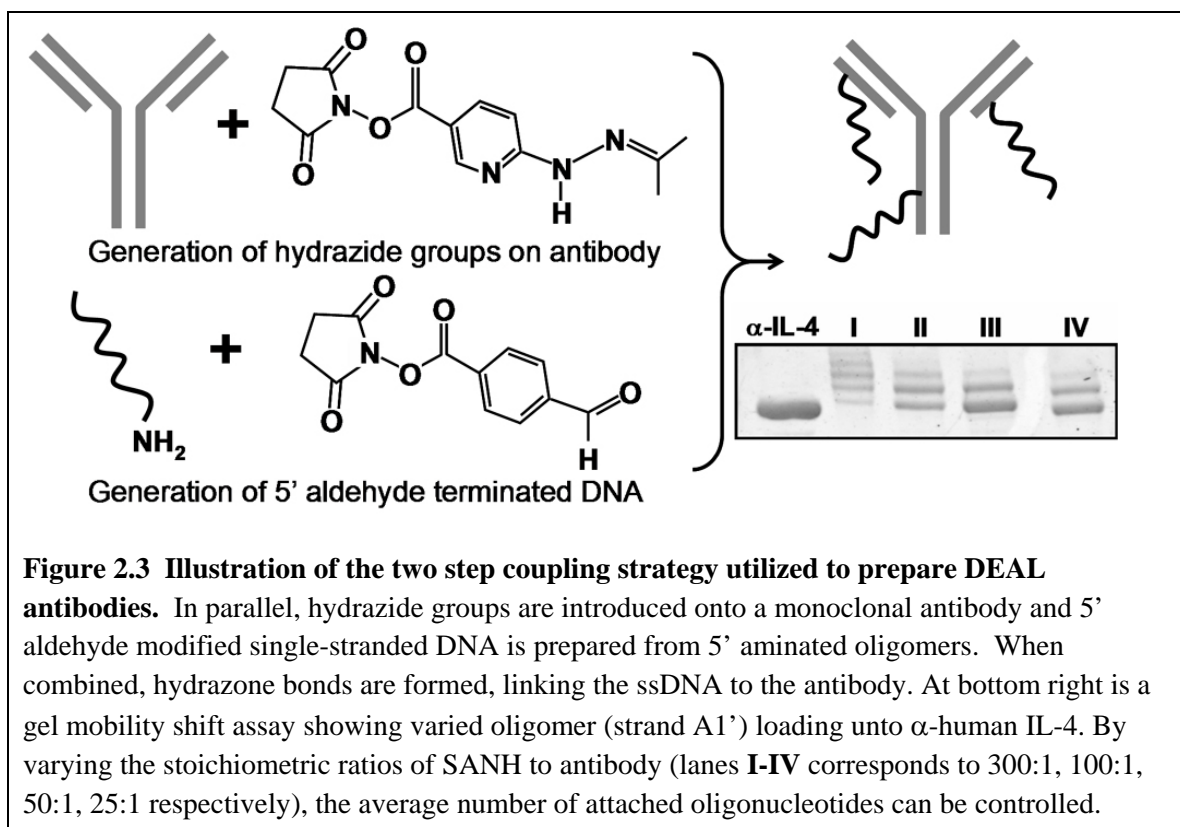 O
N
O
O
O
N
N
N
H
+
Generation of hydrazide groups on antibody
NH2
+
O
N
O
O
O
O
H
Generation of 5’ aldehyde terminated DNA
α-IL-4 I II III IV
Figure 2.3 Illustration of the two step coupling strategy utilized to prepare DEAL
antibodies. In parallel, hydrazide groups are introduced onto a monoclonal antibody and 5’
aldehyde modified single-stranded DNA is prepared from 5’ aminated oligomers. When
combined, hydrazone bonds are formed, linking the ssDNA to the antibody. At bottom right is a
gel mobility shift assay showing varied oligomer (strand A1’) loading unto α-human IL-4. By
varying the stoichiometric ratios of SANH to antibody (lanes I-IV corresponds to 300:1, 100:1,
50:1, 25:1 respectively), the average number of attached oligonucleotides can be controlled.